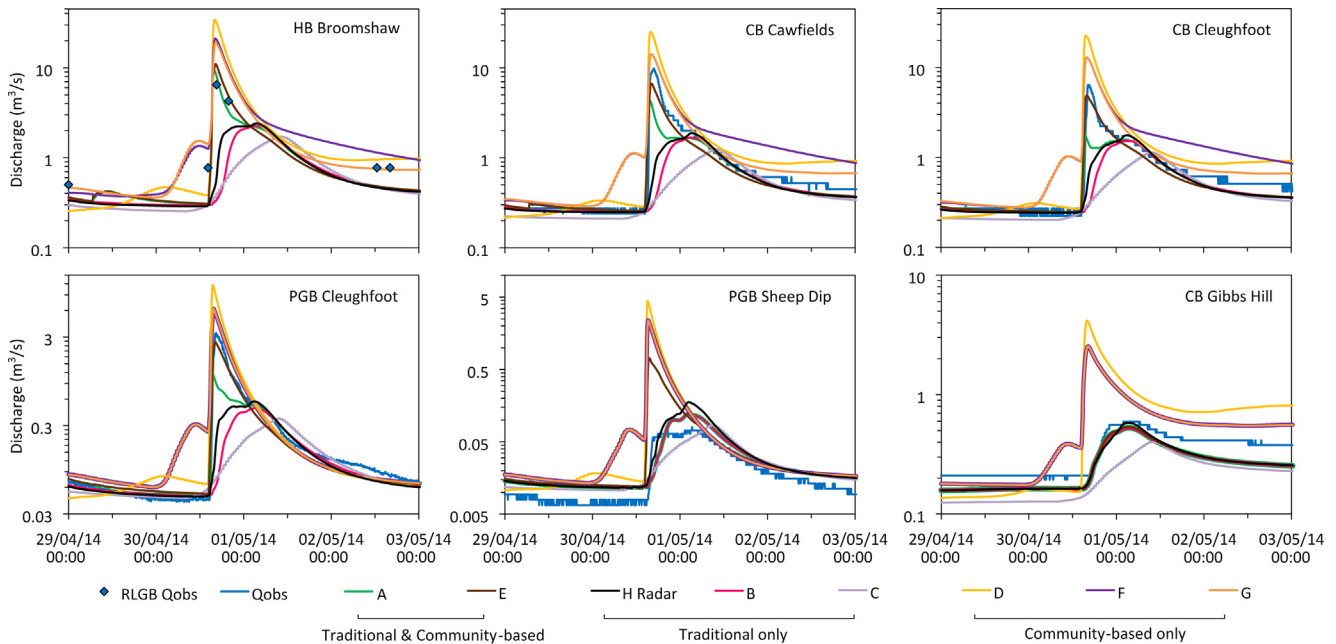 HB Broomshaw
CB Cawfields
CB Cleughfoot
Discharge (m³/s)
10
1
0.1
10
1
0.1
10
1
0.1
PGB Cleughfoot
PGB Sheep Dip
CB Gibbs Hill
Discharge (m³/s)
3
0.3
0.03
5
0.5
0.05
0.005
10
1
0.1
29/04/14 00:00
30/04/14 00:00
01/05/14 00:00
02/05/14 00:00
03/05/14 00:00
29/04/14 00:00
30/04/14 00:00
01/05/14 00:00
02/05/14 00:00
03/05/14 00:00
29/04/14 00:00
30/04/14 00:00
01/05/14 00:00
02/05/14 00:00
03/05/14 00:00
RLGB Qobs
Qobs
A
E
H Radar
B
C
D
F
G
Traditional & Community-based
Traditional only
Community-based only